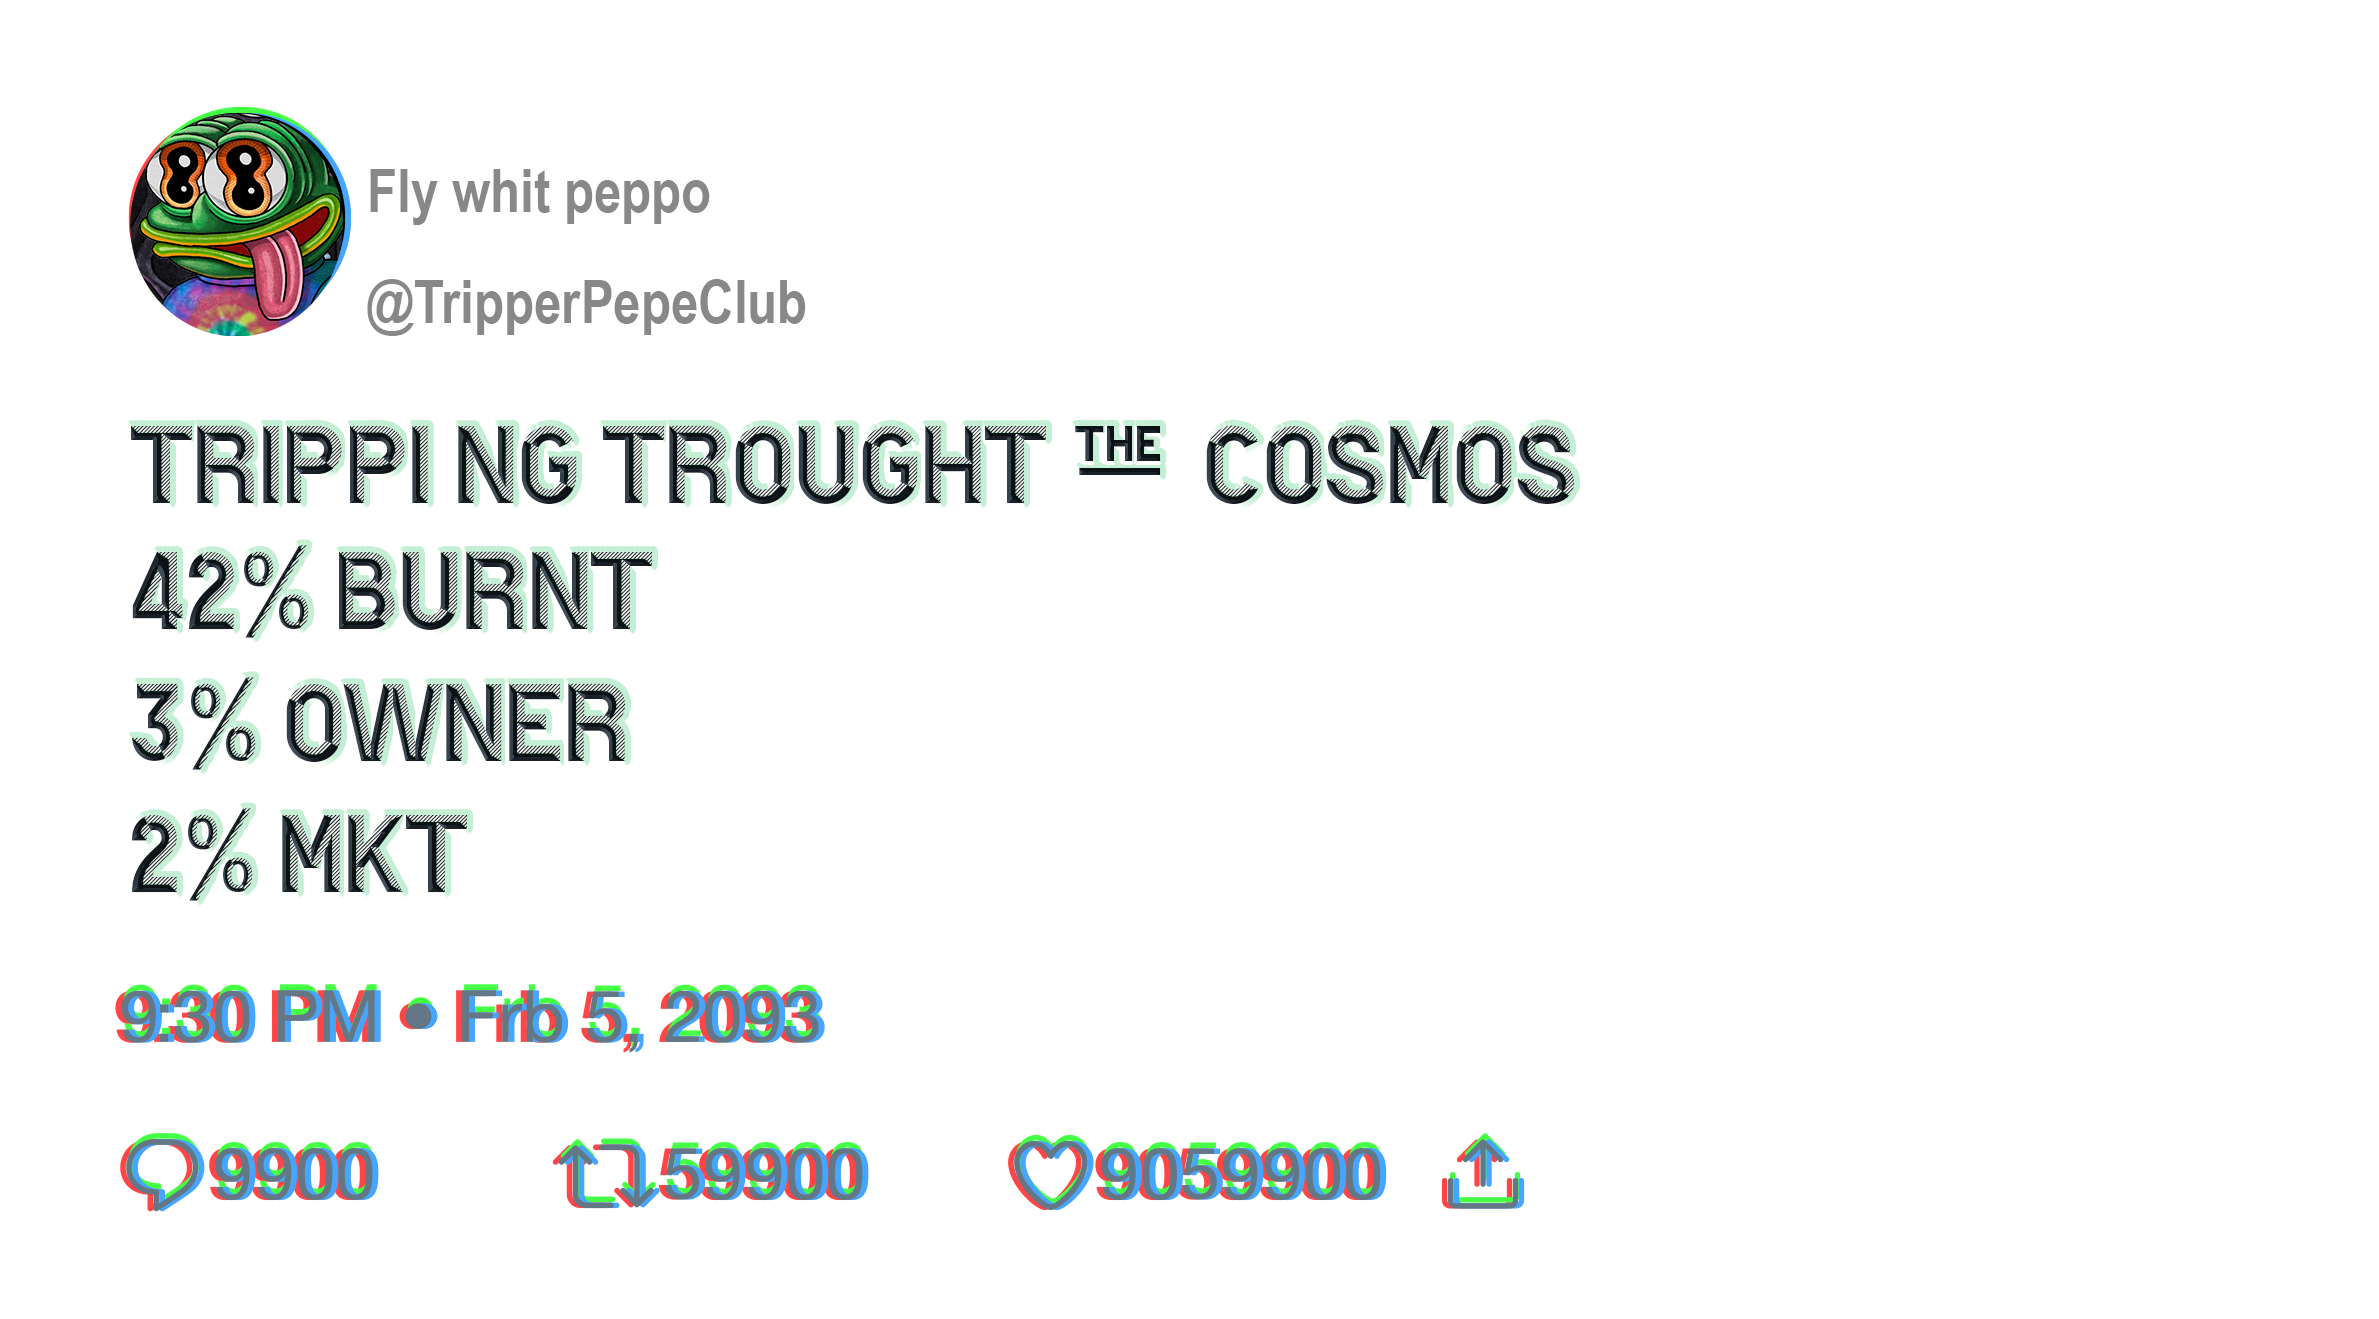 Fly whit peppo
@TripperPepeClub
TRIPPI NG TROUGHT THE COSMOS
42% BURNT
3% OWNER
2% MKT
9:30 PM • Frb 5, 2093
9900 59900 9059900